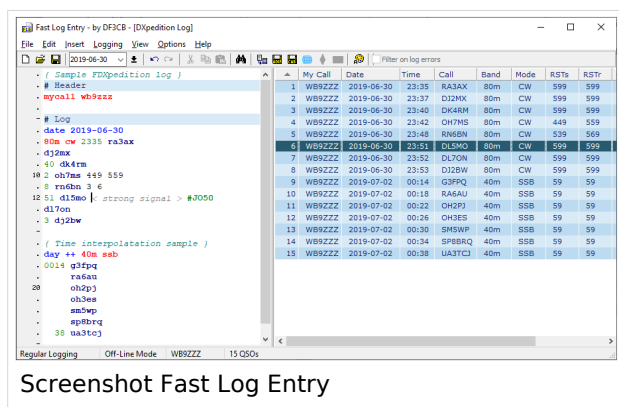 Fast Log Entry - by DF3CB - [DXpedition Log]
File Edit Insert Logging View Options Help
2019-06-30 Filter on log errors
{ Sample FDXpedition log }
# Header
mycall wb9zzz
# Log
date 2019-06-30
80m cw 2335 ra3ax
dj2mx
40 dk4rm
10 2 oh7ms 449 559
8 rn6bn 3 6
12 51 dl5mo < strong signal > #JO50
dl7on
3 dj2bw
{ Time interpolatation sample }
day ++ 40m ssb
0014 g3fpq
ra6au
20 oh2pj
oh3es
sm5wp
sp8brq
38 ua3tcj
My Call Date Time Call Band Mode RSTs RSTr
1 WB9ZZZ 2019-06-30 23:35 RA3AX 80m CW 599 599
2 WB9ZZZ 2019-06-30 23:37 DJ2MX 80m CW 599 599
3 WB9ZZZ 2019-06-30 23:40 DK4RM 80m CW 599 599
4 WB9ZZZ 2019-06-30 23:42 OH7MS 80m CW 449 559
5 WB9ZZZ 2019-06-30 23:48 RN6BN 80m CW 539 569
6 WB9ZZZ 2019-06-30 23:51 DL5MO 80m CW 599 599
7 WB9ZZZ 2019-06-30 23:52 DL7ON 80m CW 599 599
8 WB9ZZZ 2019-06-30 23:53 DJ2BW 80m CW 599 599
9 WB9ZZZ 2019-07-02 00:14 G3FPQ 40m SSB 59 59
10 WB9ZZZ 2019-07-02 00:18 RA6AU 40m SSB 59 59
11 WB9ZZZ 2019-07-02 00:22 OH2PJ 40m SSB 59 59
12 WB9ZZZ 2019-07-02 00:26 OH3ES 40m SSB 59 59
13 WB9ZZZ 2019-07-02 00:30 SM5WP 40m SSB 59 59
14 WB9ZZZ 2019-07-02 00:34 SP8BRQ 40m SSB 59 59
15 WB9ZZZ 2019-07-02 00:38 UA3TCJ 40m SSB 59 59
Regular Logging Off-Line Mode WB9ZZZ 15 QSOs
Screenshot Fast Log Entry